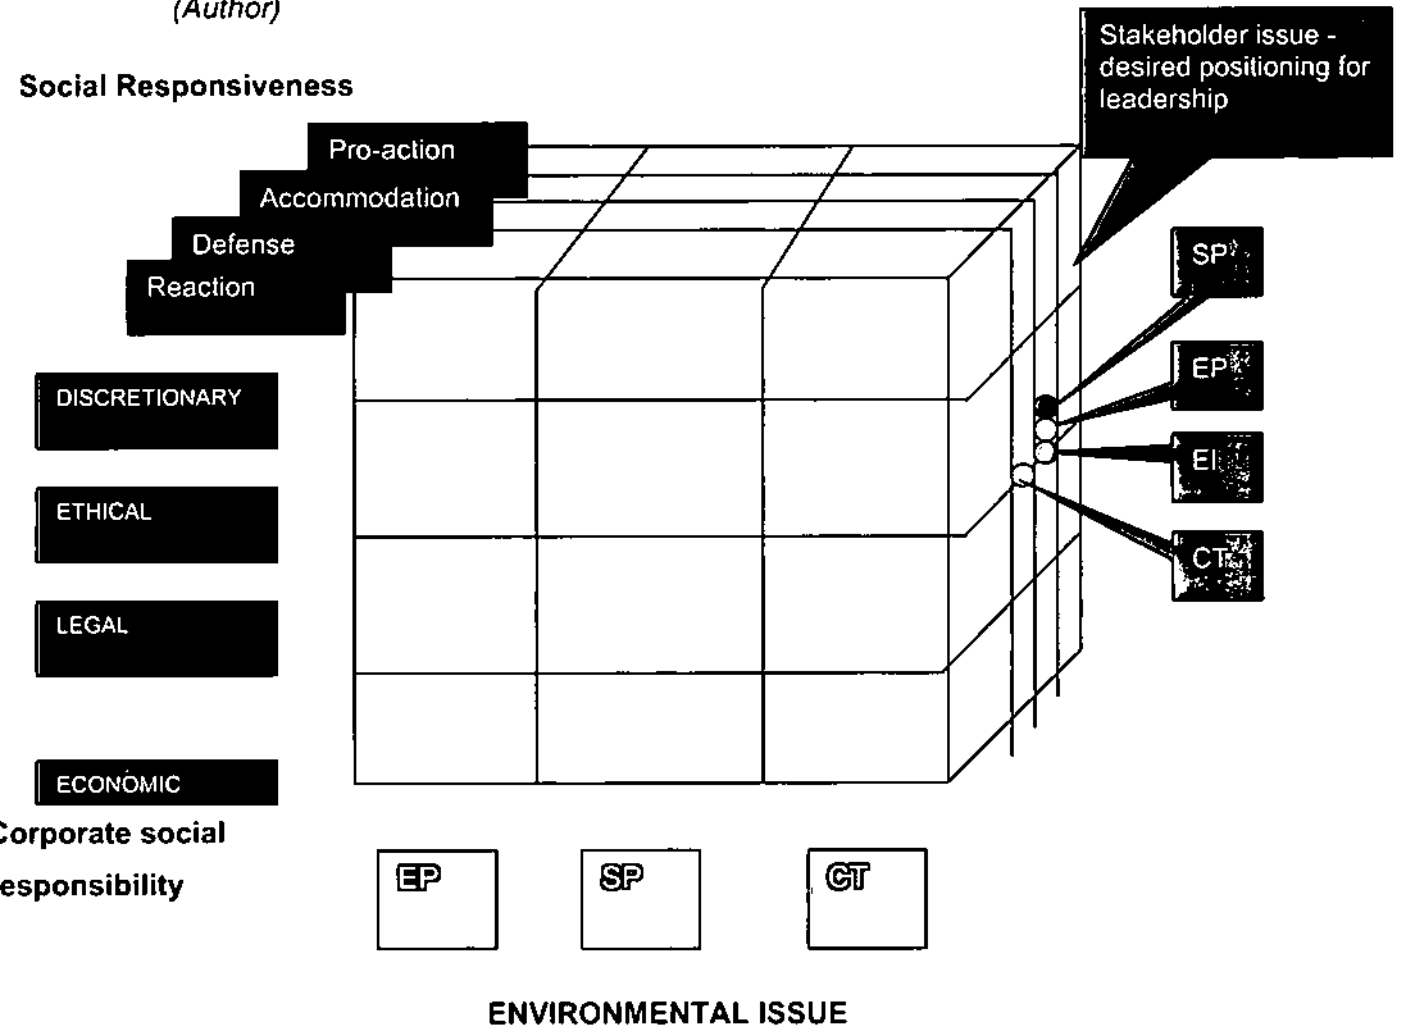 (Author)
Social Responsiveness
Stakeholder issue -
desired positioning for
leadership
Pro-action
Accommodation
Defense
Reaction
SP
EP
EI
CT
DISCRETIONARY
ETHICAL
LEGAL
ECONOMIC
Corporate social
esponsibility
EP
SP
CT
ENVIRONMENTAL ISSUE